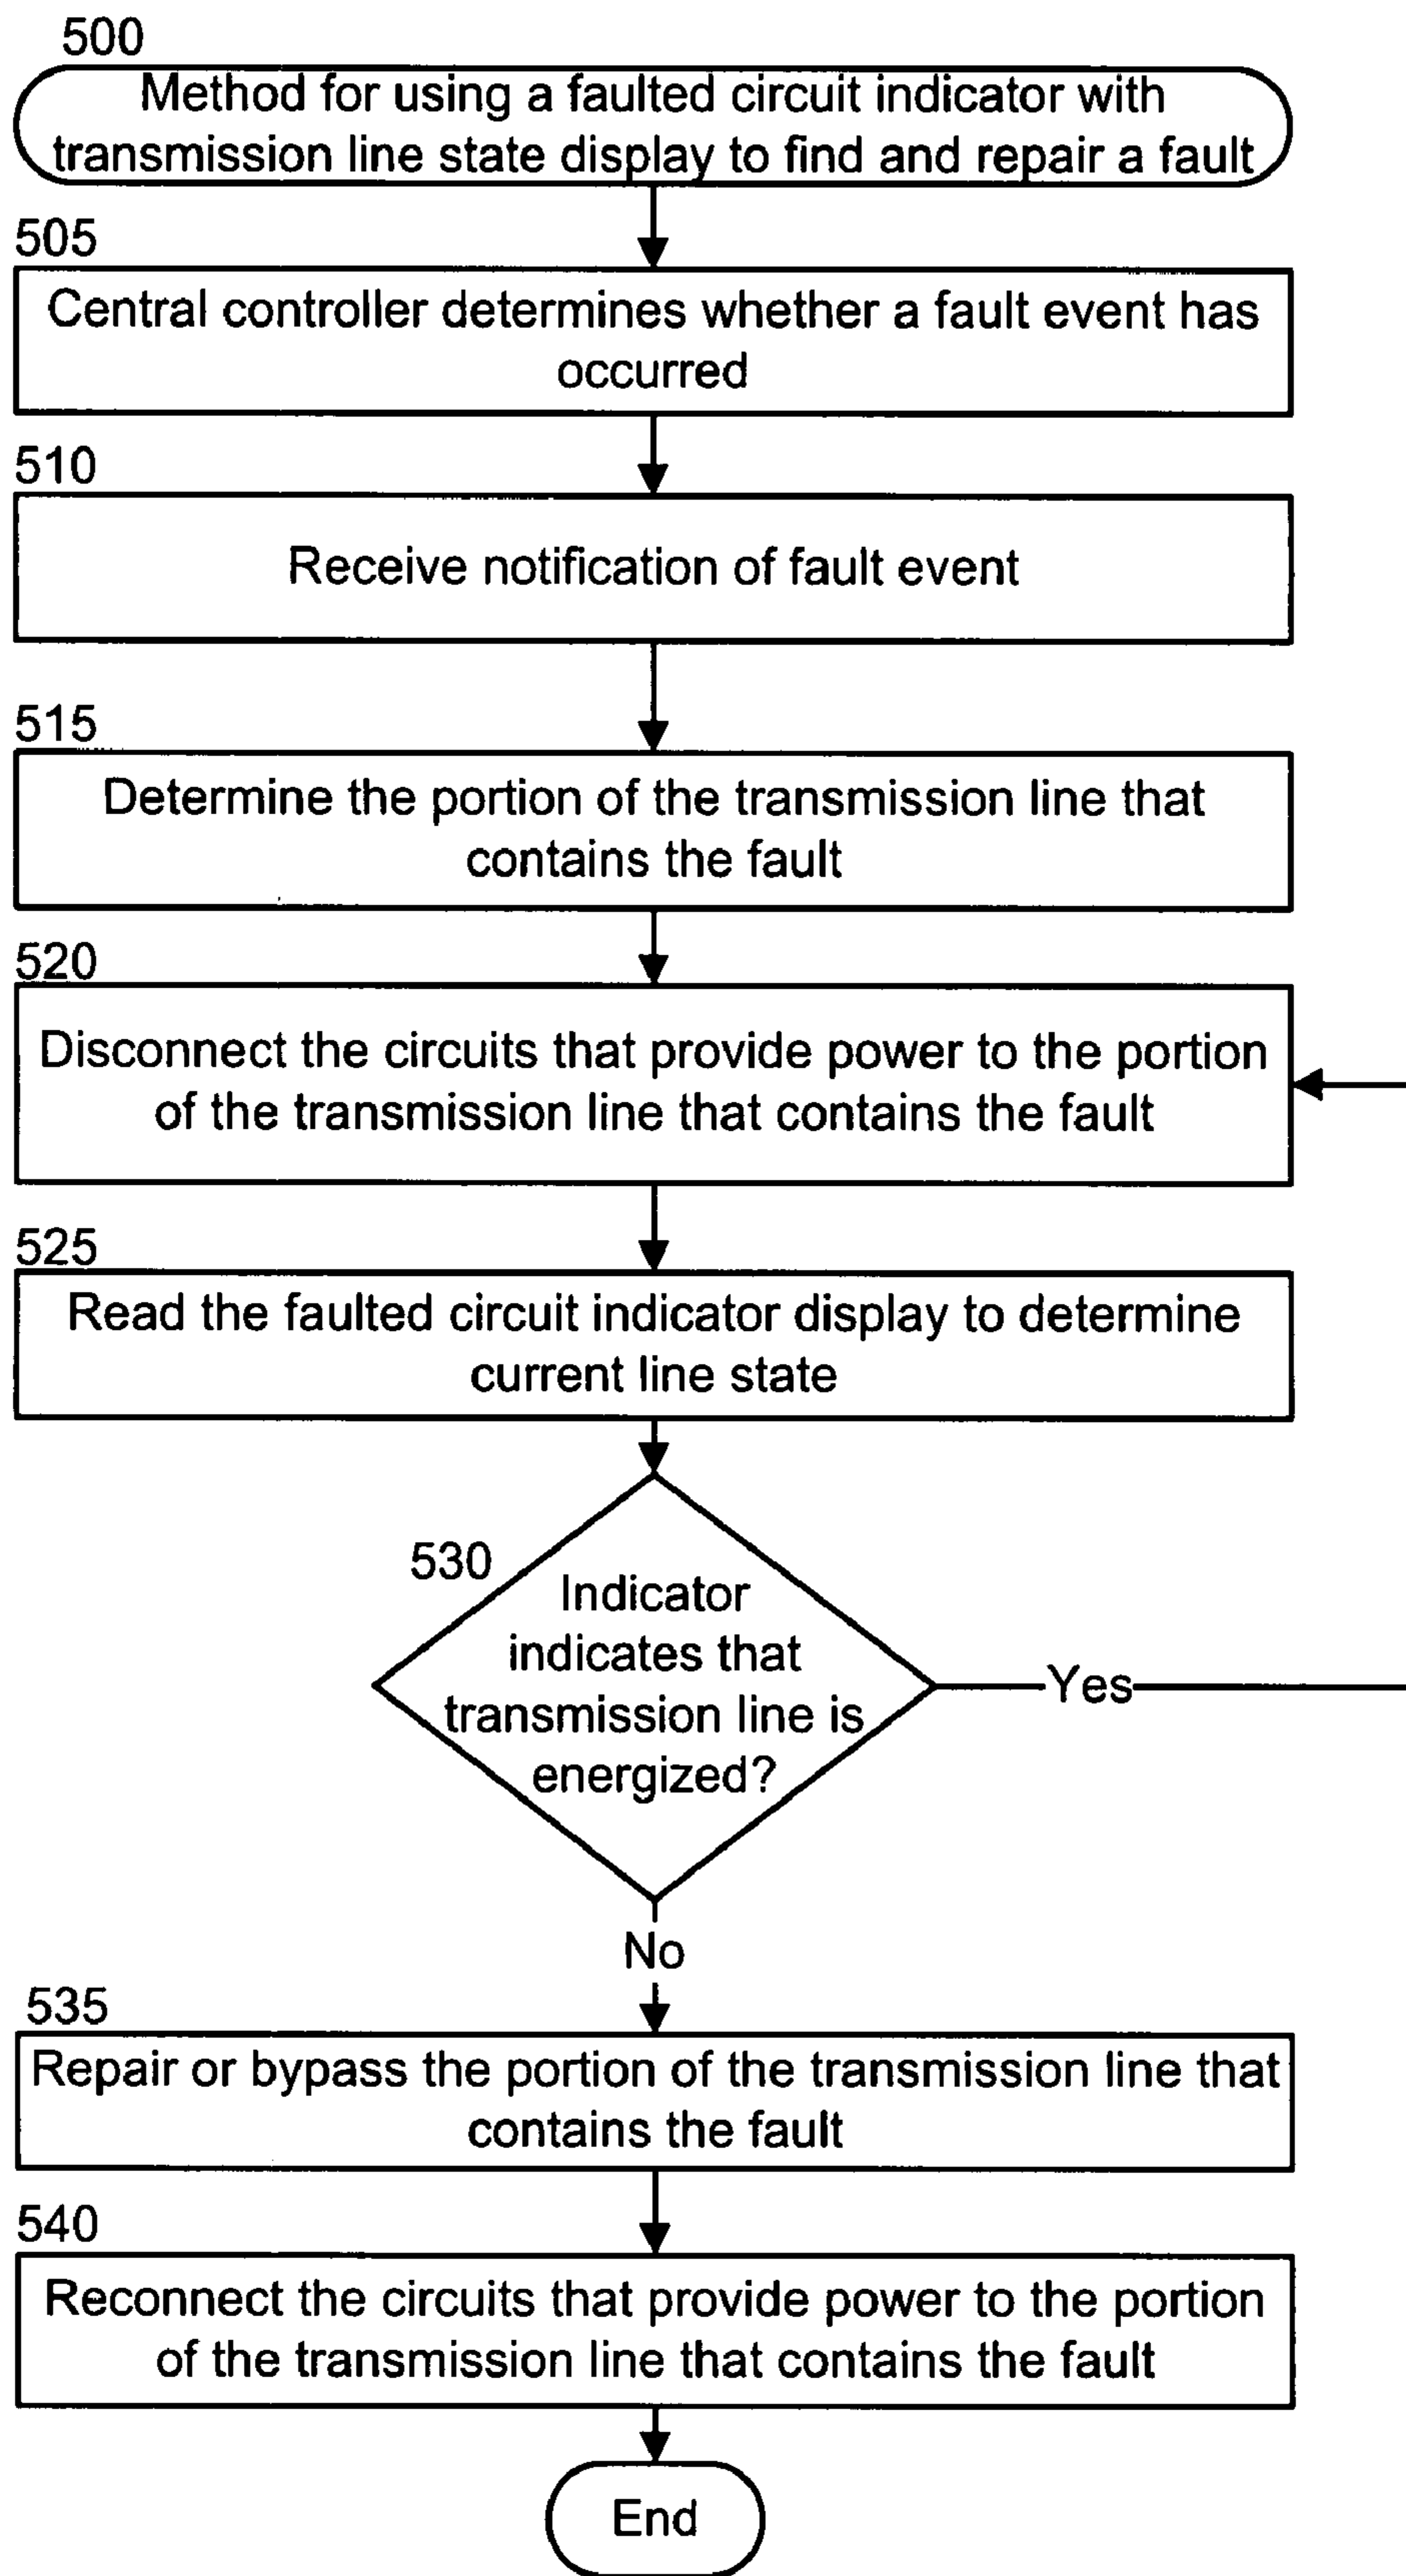 500
Method for using a faulted circuit indicator with
transmission line state display to find and repair a fault
505
Central controller determines whether a fault event has
occurred
510
Receive notification of fault event
515
Determine the portion of the transmission line that
contains the fault
520
Disconnect the circuits that provide power to the portion
of the transmission line that contains the fault
525
Read the faulted circuit indicator display to determine
current line state
530
Indicator
indicates that
transmission line is
energized?
Yes
No
535
Repair or bypass the portion of the transmission line that
contains the fault
540
Reconnect the circuits that provide power to the portion
of the transmission line that contains the fault
End